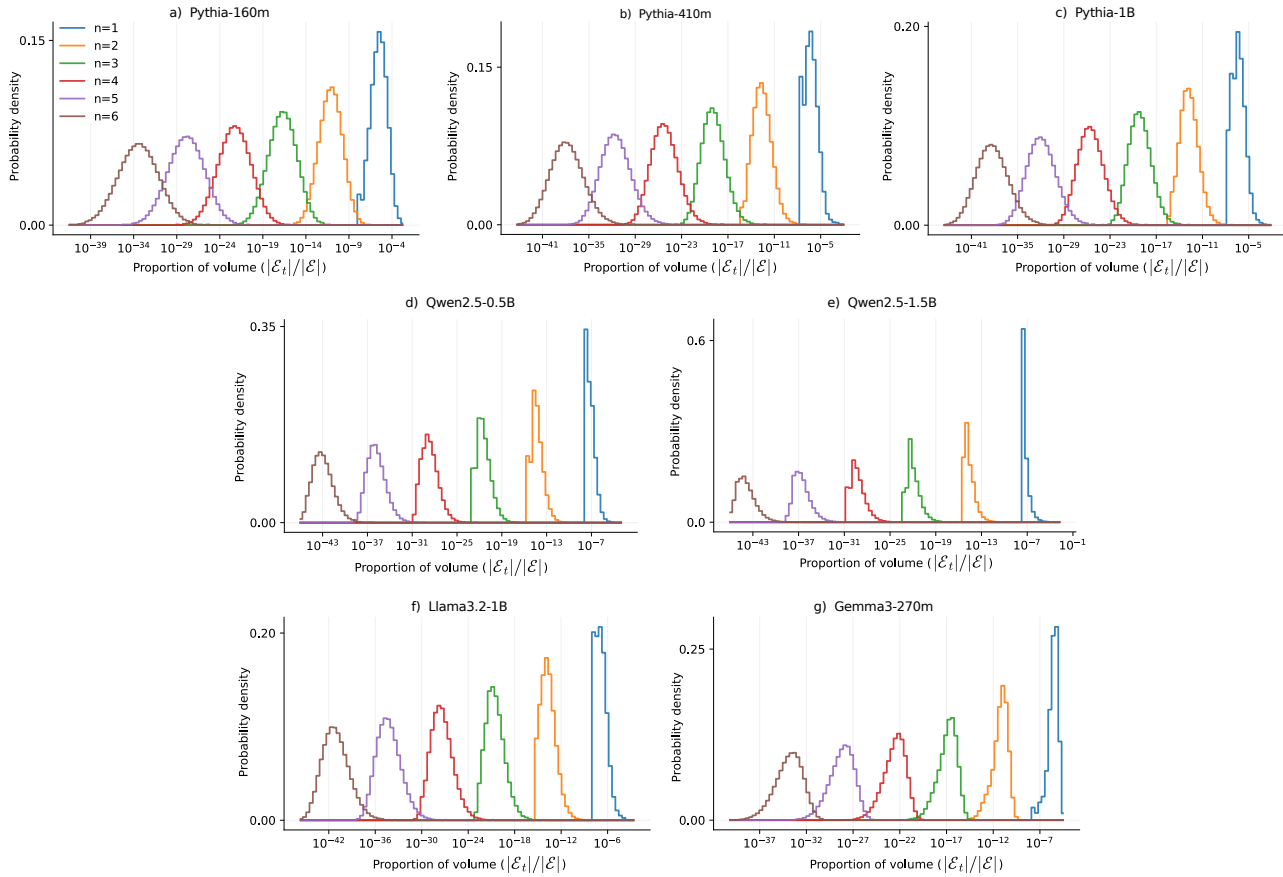 a) Pythia-160m
0.15
0.00
Probability density
n=1
n=2
n=3
n=4
n=5
n=6
10⁻³⁹ 10⁻³⁴ 10⁻²⁹ 10⁻²⁴ 10⁻¹⁹ 10⁻¹⁴ 10⁻⁹ 10⁻⁴
Proportion of volume (|ℰₜ|/|ℰ|)
b) Pythia-410m
0.15
0.00
Probability density
10⁻⁴¹ 10⁻³⁵ 10⁻²⁹ 10⁻²³ 10⁻¹⁷ 10⁻¹¹ 10⁻⁵
Proportion of volume (|ℰₜ|/|ℰ|)
c) Pythia-1B
0.20
0.00
Probability density
10⁻⁴¹ 10⁻³⁵ 10⁻²⁹ 10⁻²³ 10⁻¹⁷ 10⁻¹¹ 10⁻⁵
Proportion of volume (|ℰₜ|/|ℰ|)
d) Qwen2.5-0.5B
0.35
0.00
Probability density
10⁻⁴³ 10⁻³⁷ 10⁻³¹ 10⁻²⁵ 10⁻¹⁹ 10⁻¹³ 10⁻⁷
Proportion of volume (|ℰₜ|/|ℰ|)
e) Qwen2.5-1.5B
0.6
0.0
Probability density
10⁻⁴³ 10⁻³⁷ 10⁻³¹ 10⁻²⁵ 10⁻¹⁹ 10⁻¹³ 10⁻⁷ 10⁻¹
Proportion of volume (|ℰₜ|/|ℰ|)
f) Llama3.2-1B
0.20
0.00
Probability density
10⁻⁴² 10⁻³⁶ 10⁻³⁰ 10⁻²⁴ 10⁻¹⁸ 10⁻¹² 10⁻⁶
Proportion of volume (|ℰₜ|/|ℰ|)
g) Gemma3-270m
0.25
0.00
Probability density
10⁻³⁷ 10⁻³² 10⁻²⁷ 10⁻²² 10⁻¹⁷ 10⁻¹² 10⁻⁷
Proportion of volume (|ℰₜ|/|ℰ|)